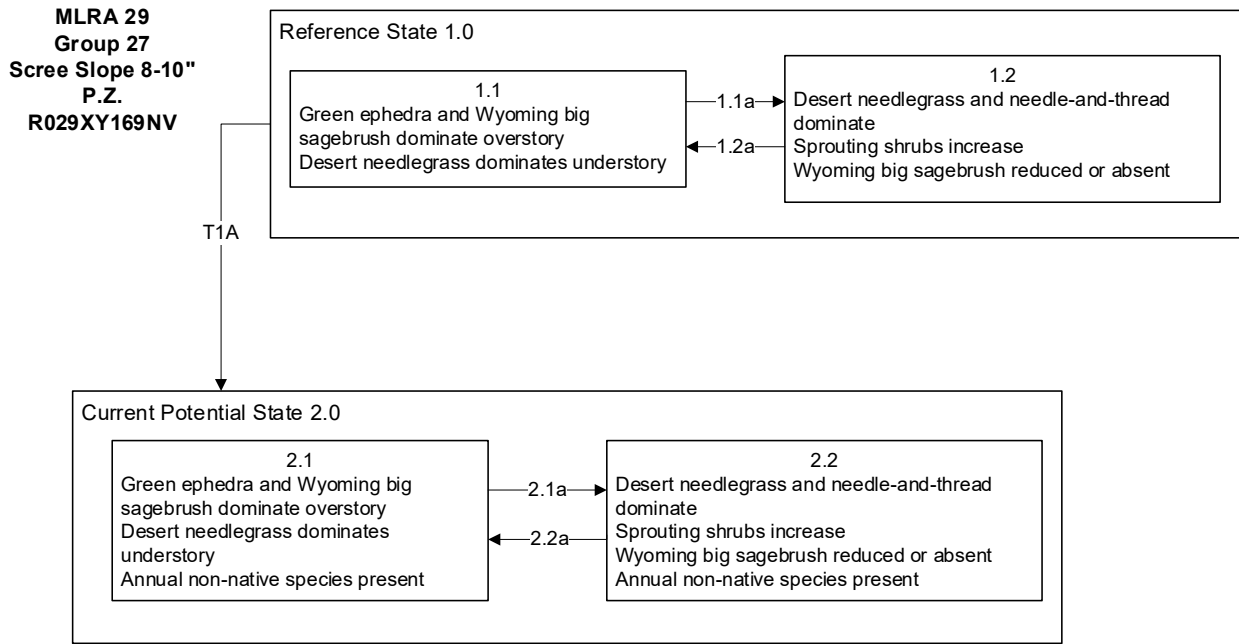 MLRA 29
Group 27
Scree Slope 8-10"
P.Z.
R029XY169NV
Reference State 1.0
1.1
Green ephedra and Wyoming big
sagebrush dominate overstory
Desert needlegrass dominates understory
1.1a
1.2a
1.2
Desert needlegrass and needle-and-thread
dominate
Sprouting shrubs increase
Wyoming big sagebrush reduced or absent
T1A
Current Potential State 2.0
2.1
Green ephedra and Wyoming big
sagebrush dominate overstory
Desert needlegrass dominates
understory
Annual non-native species present
2.1a
2.2a
2.2
Desert needlegrass and needle-and-thread
dominate
Sprouting shrubs increase
Wyoming big sagebrush reduced or absent
Annual non-native species present